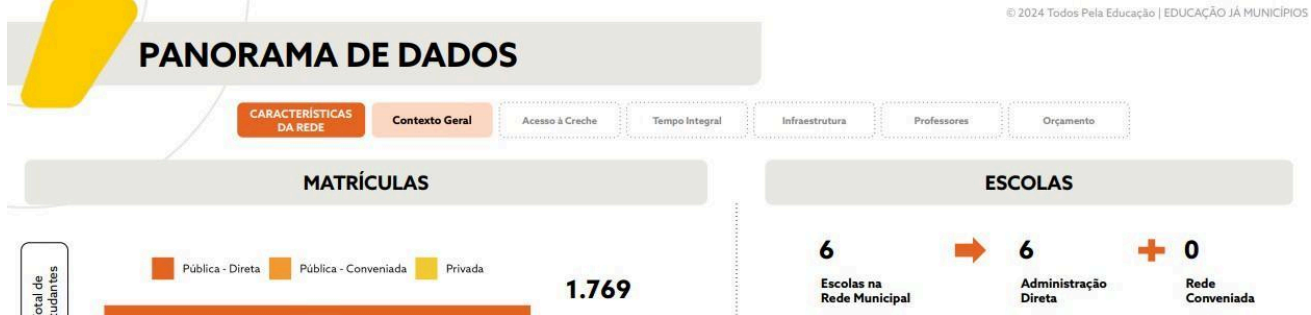 © 2024 Todos Pela Educação | EDUCAÇÃO JÁ MUNICÍPIOS
PANORAMA DE DADOS
CARACTERÍSTICAS
DA REDE
Contexto Geral
Acesso à Creche
Tempo Integral
Infraestrutura
Professores
Orçamento
MATRÍCULAS
Pública - Direta
Pública - Conveniada
Privada
1.769
ESCOLAS
6
Escolas na
Rede Municipal
6
Administração
Direta
0
Rede
Conveniada